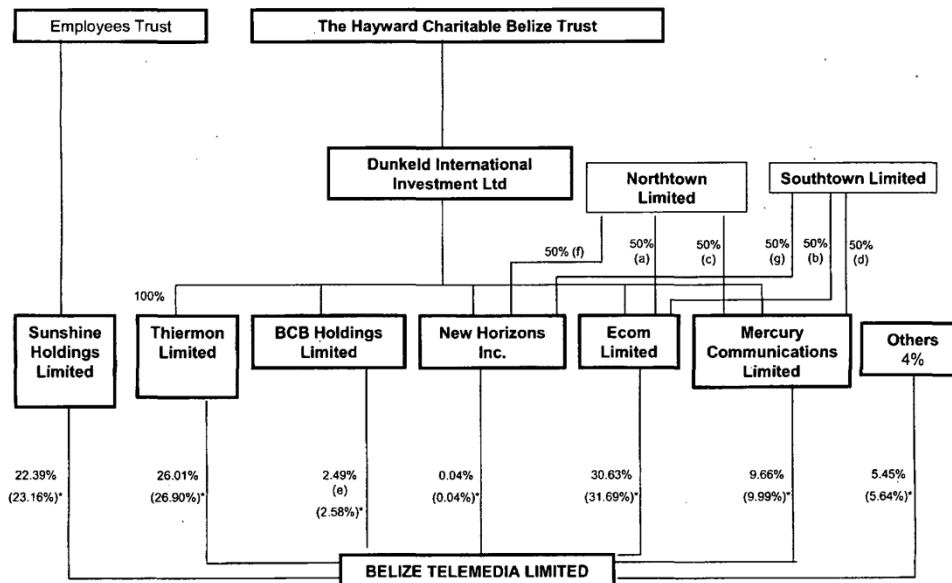 Employees Trust
The Hayward Charitable Belize Trust
Dunkeld International
Investment Ltd
Northtown
Limited
Southtown Limited
50% (f)
50%
(a)
50%
(c)
50%
(g)
50%
(b)
50%
(d)
100%
Sunshine
Holdings
Limited
Thiermon
Limited
BCB Holdings
Limited
New Horizons
Inc.
Ecom
Limited
Mercury
Communications
Limited
Others
4%
22.39%
(23.16%)*
26.01%
(26.90%)*
2.49%
(e)
(2.58%)*
0.04%
(0.04%)*
30.63%
(31.69%)*
9.66%
(9.99%)*
5.45%
(5.64%)*
BELIZE TELEMEDIA LIMITED